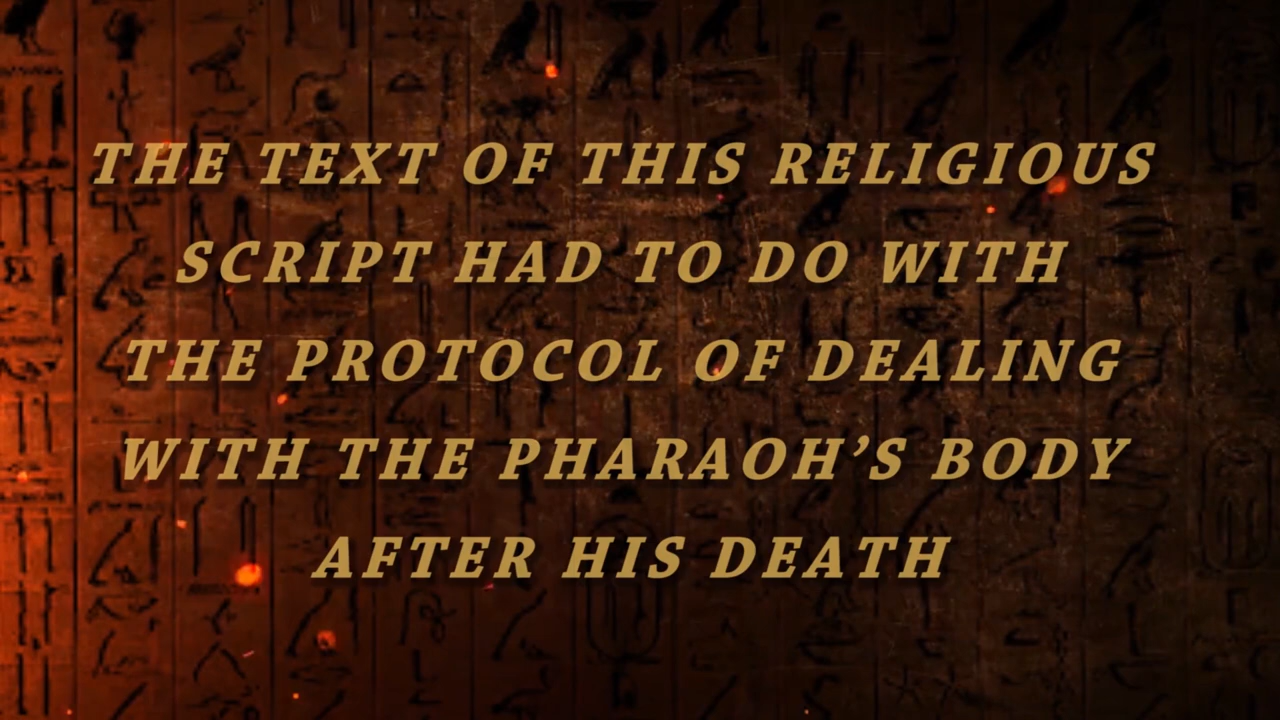 THE TEXT OF THIS RELIGIOUS
SCRIPT HAD TO DO WITH
THE PROTOCOL OF DEALING
WITH THE PHARAOH’S BODY
AFTER HIS DEATH